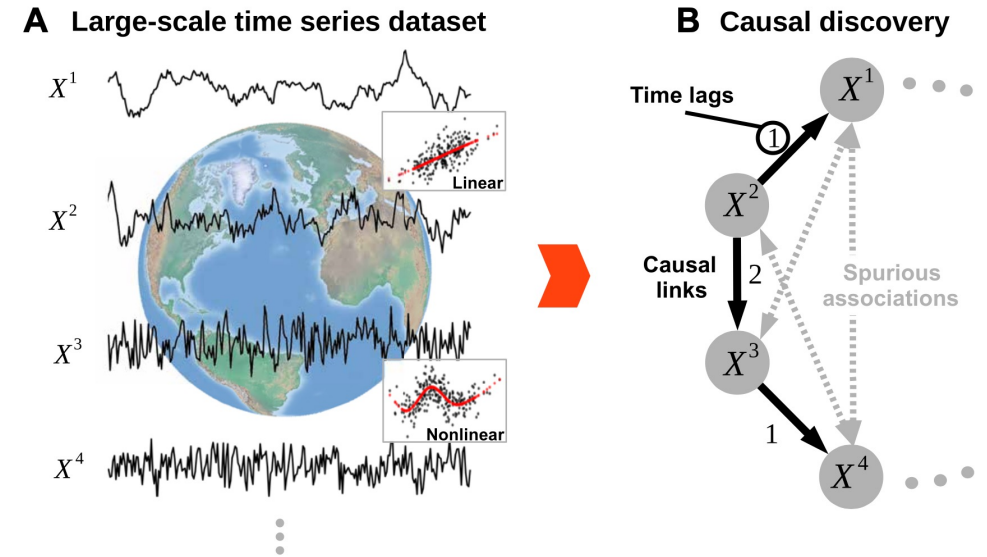 A Large-scale time series dataset
X¹
Linear
X²
X³
Nonlinear
X⁴
B Causal discovery
X¹
Time lags
1
X²
Causal
links
2
Spurious
associations
X³
1
X⁴